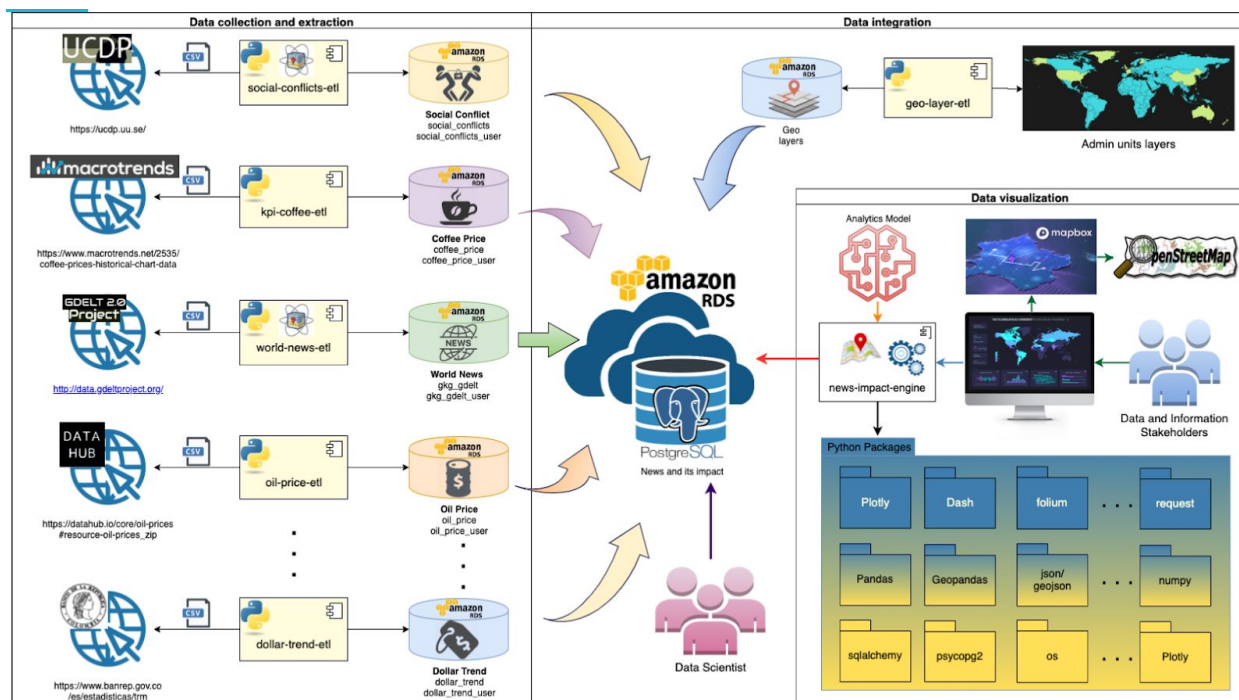 Data collection and extraction
UCDP
CSV
social-conflicts-etl
amazon
RDS
https://ucdp.uu.se/
Social Conflict
social_conflicts
social_conflicts_user
macrotrends
CSV
kpi-coffee-etl
amazon
RDS
https://www.macrotrends.net/2535/
coffee-prices-historical-chart-data
Coffee Price
coffee_price
coffee_price_user
GDELT 2.0
Project
CSV
world-news-etl
amazon
RDS
NEWS
http://data.gdeltproject.org/
World News
gkg_gdelt
gkg_gdelt_user
DATA
HUB
CSV
oil-price-etl
amazon
RDS
$
https://datahub.io/core/oil-prices
#resource-oil-prices_zip
Oil Price
oil_price
oil_price_user
BANCO DE LA REPUBLICA
COLOMBIA
CSV
dollar-trend-etl
amazon
RDS
$
https://www.banrep.gov.co
/es/estadisticas/trm
Dollar Trend
dollar_trend
dollar_trend_user
Data integration
amazon
RDS
Geo
layers
geo-layer-etl
Admin units layers
amazon
RDS
PostgreSQL
News and its impact
Data Scientist
Data visualization
Analytics Model
mapbox
OpenStreetMap
news-impact-engine
Data and Information
Stakeholders
Python Packages
Plotly
Dash
folium
request
Pandas
Geopandas
json/
geojson
numpy
sqlalchemy
psycopg2
os
Plotly